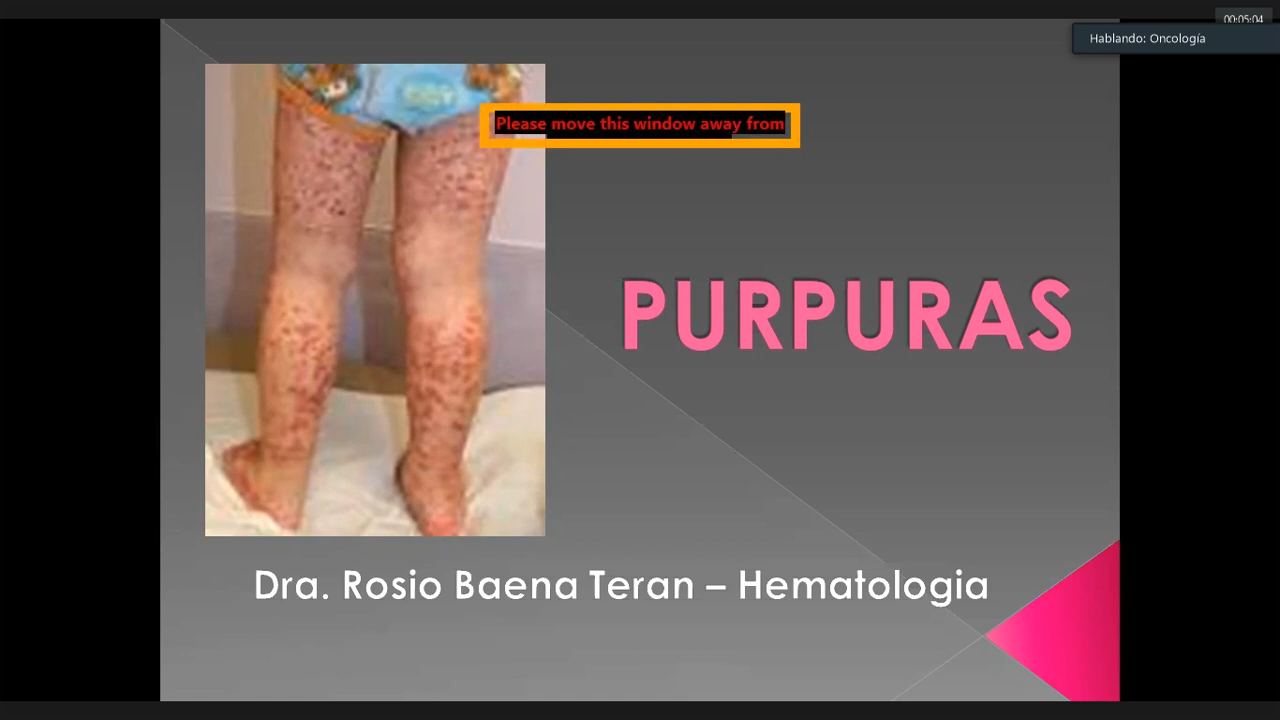 00:05:04
Hablando: Oncología
Please move this window away from
PURPURAS
Dra. Rosio Baena Teran – Hematologia